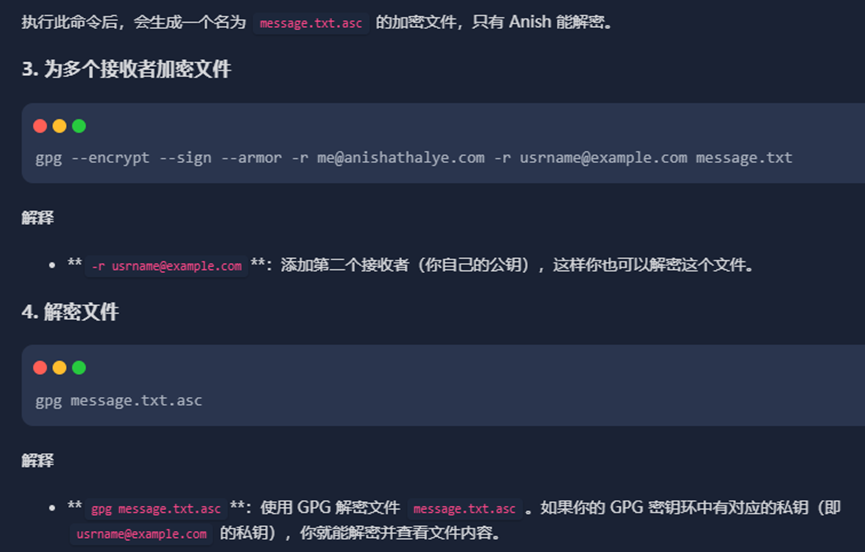 执行此命令后，会生成一个名为 message.txt.asc 的加密文件，只有 Anish 能解密。
3. 为多个接收者加密文件
gpg --encrypt --sign --armor -r me@anishathalye.com -r usrname@example.com message.txt
解释
• ** -r usrname@example.com **：添加第二个接收者（你自己的公钥），这样你也可以解密这个文件。
4. 解密文件
gpg message.txt.asc
解释
• ** gpg message.txt.asc **：使用 GPG 解密文件 message.txt.asc 。如果你的 GPG 密钥环中有对应的私钥（即
usrname@example.com 的私钥），你就能解密并查看文件内容。